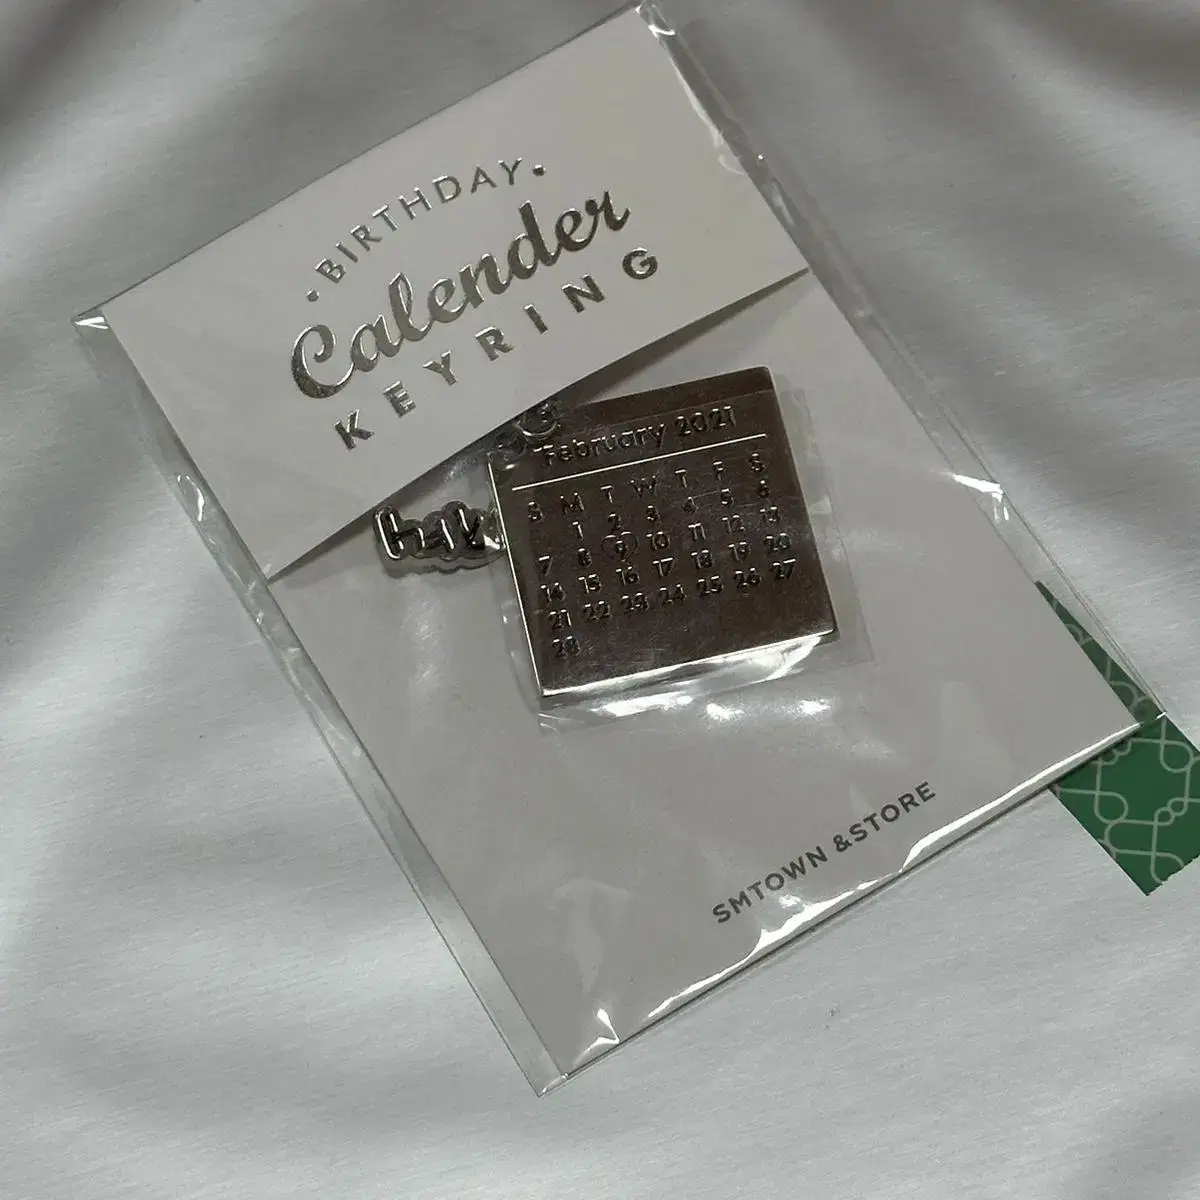 ·BIRTHDAY·
Calender
KEYRING
February 2021
S M T W T F S
1 2 3 4 5 6
7 8 9 10 11 12 13
14 15 16 17 18 19 20
21 22 23 24 25 26 27
28
SMTOWN &STORE